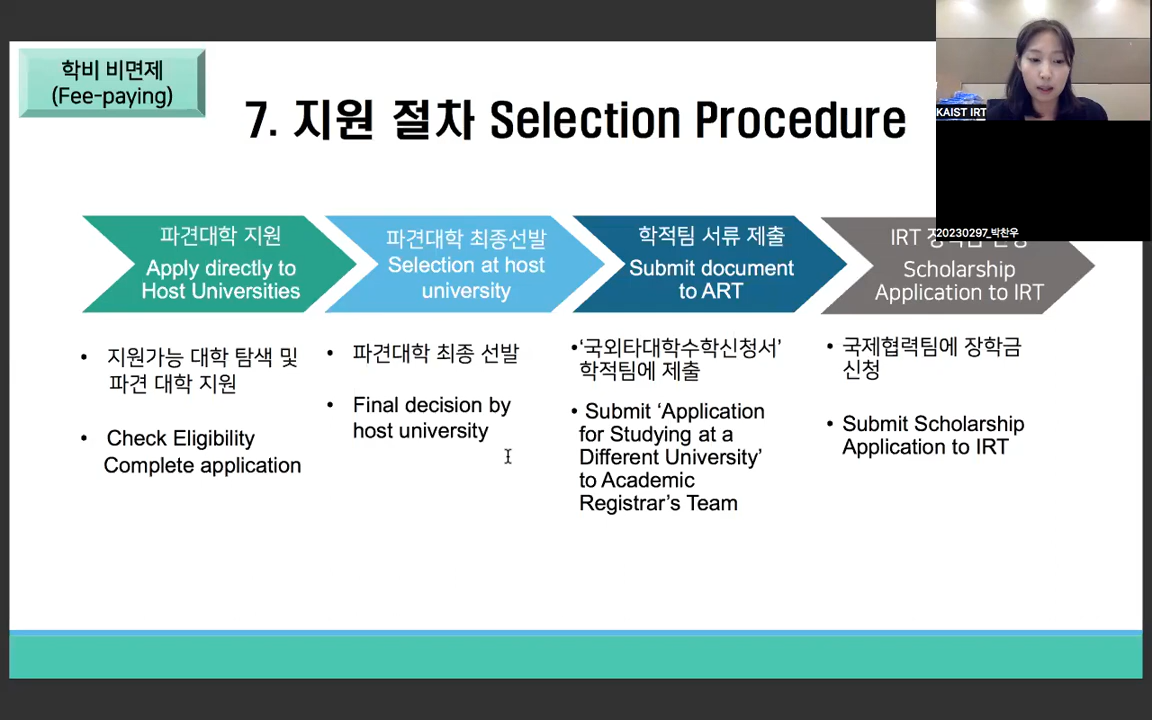 학비 비면제
(Fee-paying)
7. 지원 절차 Selection Procedure
KAIST IRT
20230297_박찬우
파견대학 지원
Apply directly to
Host Universities
파견대학 최종선발
Selection at host
university
학적팀 서류 제출
Submit document
to ART
IRT
Scholarship
Application to IRT
• 지원가능 대학 탐색 및
파견 대학 지원
• Check Eligibility
Complete application
• 파견대학 최종 선발
• Final decision by
host university
•‘국외타대학수학신청서’
학적팀에 제출
• Submit ‘Application
for Studying at a
Different University’
to Academic
Registrar’s Team
• 국제협력팀에 장학금
신청
• Submit Scholarship
Application to IRT